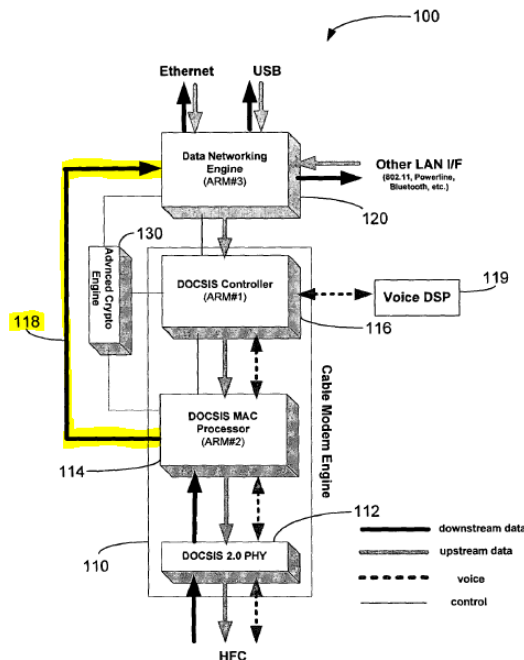 100
Ethernet
USB
Data Networking
Engine
(ARM#3)
Other LAN I/F
(802.11, Powerline,
Bluetooth, etc.)
120
130
Advnced Crypto
Engine
DOCSIS Controller
(ARM#1)
Voice DSP
119
116
118
DOCSIS MAC
Processor
(ARM#2)
114
Cable Modem Engine
112
110
DOCSIS 2.0 PHY
downstream data
upstream data
voice
control
HFC